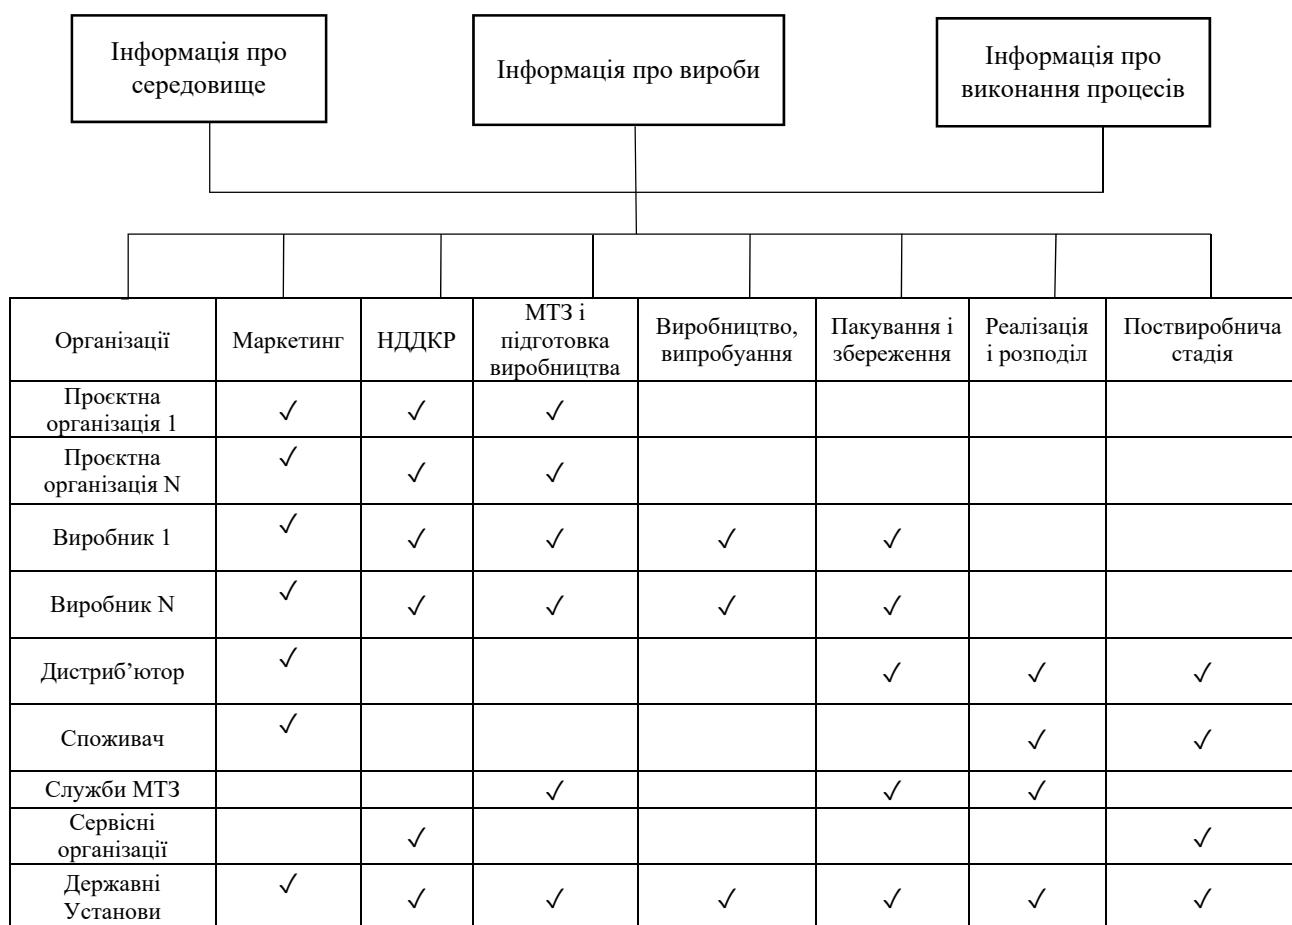 Інформація про
середовище
Інформація про вироби
Інформація про
виконання процесів
Організації
Маркетинг
НДДКР
МТЗ і
підготовка
виробництва
Виробництво,
випробуання
Пакування і
збереження
Реалізація
і розподіл
Поствиробнича
стадія
Проєктна
організація 1
✓ ✓ ✓
Проєктна
організація N
✓ ✓ ✓
Виробник 1
✓ ✓ ✓ ✓ ✓
Виробник N
✓ ✓ ✓ ✓ ✓
Дистриб’ютор
✓ ✓ ✓ ✓
Споживач
✓ ✓ ✓
Служби МТЗ
✓ ✓ ✓
Сервісні
організації
✓ ✓
Державні
Установи
✓ ✓ ✓ ✓ ✓ ✓ ✓